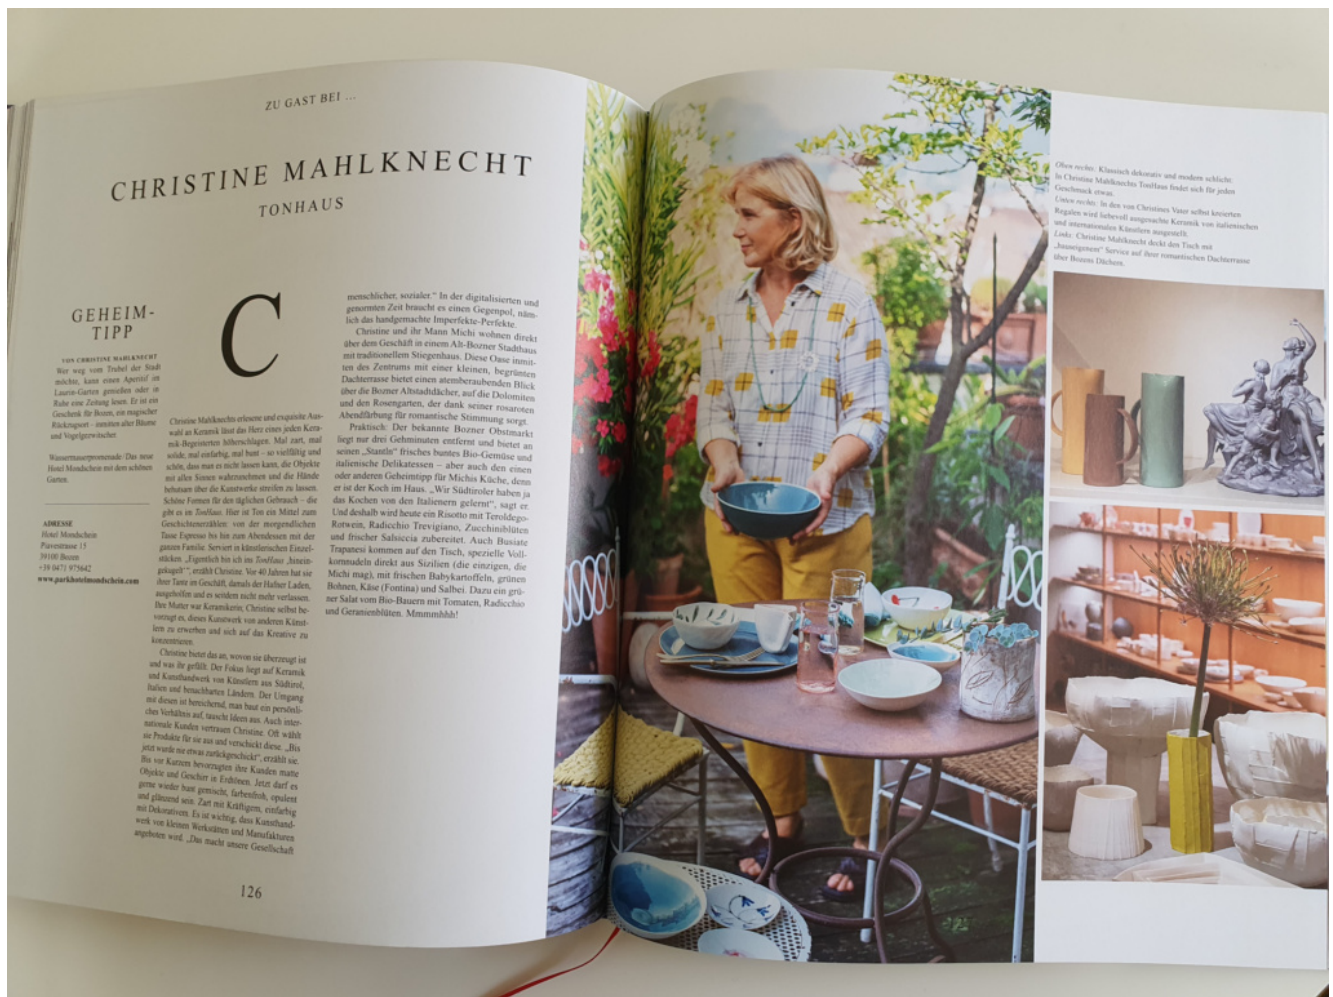 ZU GAST BEI ...
CHRISTINE MAHLKNECHT
TONHAUS
GEHEIM-
TIPP
VON CHRISTINE MAHLKNECHT
Wer weg vom Trubel der Stadt
möchte, kann einen Aperitif im
Laurin-Garten genießen oder in
Ruhe eine Zeitung lesen. Er ist ein
Geschenk für Bozen, ein magischer
Rückzugsort – inmitten alter Bäume
und Vogelgezwitscher.
Wassermauerpromenade: Das neue
Hotel Mondschein mit dem schönen
Garten.
ADRESSE
Hotel Mondschein
Piavestrasse 15
39100 Bozen
+39 0471 975642
www.parkhotelmondschein.com
C
Christine Mahlknechts erlesene und exquisite Aus-
wahl an Keramik lässt das Herz eines jeden Kera-
mik-Begeisterten höherschlagen. Mal zart, mal
solide, mal einfarbig, mal bunt – so vielfältig und
schön, dass man es nicht lassen kann, die Objekte
mit allen Sinnen wahrzunehmen und die Hände
behutsam über die Kunstwerke streifen zu lassen.
Schöne Formen für den täglichen Gebrauch – die
gibt es im TonHaus. Hier ist Ton ein Mittel zum
Geschichtenerzählen: von der morgendlichen
Tasse Espresso bis hin zum Abendessen mit der
ganzen Familie. Serviert in künstlerischen Einzel-
stücken. „Eigentlich bin ich ins TonHaus ‚hinein-
gekugelt‘“, erzählt Christine. Vor 40 Jahren hat sie
ihrer Tante im Geschäft, damals der Hafner Laden,
ausgeholfen und es seitdem nicht mehr verlassen.
Ihre Mutter war Keramikerin, Christine selbst be-
vorzugt es, dieses Kunstwerk von anderen Künst-
lern zu erwerben und sich auf das Kreative zu
konzentrieren.
Christine bietet das an, wovon sie überzeugt ist
und was ihr gefällt. Der Fokus liegt auf Keramik
und Kunsthandwerk von Künstlern aus Südtirol,
Italien und benachbarten Ländern. Der Umgang
mit diesen ist bereichernd, man baut ein persönli-
ches Verhältnis auf, tauscht Ideen aus. Auch inter-
nationale Kunden vertrauen Christine. Oft wählt
sie Produkte für sie aus und verschickt diese. „Bis
jetzt wurde nie etwas zurückgeschickt“, erzählt sie.
Bis vor Kurzem bevorzugten ihre Kunden matte
Objekte und Geschirr in Erdtönen. Jetzt darf es
gerne wieder bunt gemischt, farbenfroh, opulent
und glänzend sein. Zart mit Kräftigem, einfarbig
mit Dekorativem. Es ist wichtig, dass Kunsthand-
werk von kleinen Werkstätten und Manufakturen
angeboten wird. „Das macht unsere Gesellschaft
menschlicher, sozialer.“ In der digitalisierten und
genormten Zeit braucht es einen Gegenpol, näm-
lich das handgemachte Imperfekte-Perfekte.
Christine und ihr Mann Michi wohnen direkt
über dem Geschäft in einem Alt-Bozner Stadthaus
mit traditionellem Stiegenhaus. Diese Oase inmit-
ten des Zentrums mit einer kleinen, begrünten
Dachterrasse bietet einen atemberaubenden Blick
über die Bozner Altstadtdächer, auf die Dolomiten
und den Rosengarten, der dank seiner rosaroten
Abendfärbung für romantische Stimmung sorgt.
Praktisch: Der bekannte Bozner Obstmarkt
liegt nur drei Gehminuten entfernt und bietet an
seinen „Standln“ frisches buntes Bio-Gemüse und
italienische Delikatessen – aber auch den einen
oder anderen Geheimtipp für Michis Küche, denn
er ist der Koch im Haus. „Wir Südtiroler haben ja
das Kochen von den Italienern gelernt“, sagt er.
Und deshalb wird heute ein Risotto mit Teroldego-
Rotwein, Radicchio Trevigiano, Zucchiniblüten
und frischer Salsiccia zubereitet. Auch Busiate
Trapanesi kommen auf den Tisch, spezielle Voll-
kornnudeln direkt aus Sizilien (die einzigen, die
Michi mag), mit frischen Babykartoffeln, grünen
Bohnen, Käse (Fontina) und Salbei. Dazu ein grü-
ner Salat vom Bio-Bauern mit Tomaten, Radicchio
und Geranienblüten. Mmmmhhh!
126
Oben rechts: Klassisch dekorativ und modern schlicht.
In Christine Mahlknechts TonHaus findet sich für jeden
Geschmack etwas.
Unten rechts: In den von Christines Vater selbst kreierten
Regalen wird liebevoll ausgesuchte Keramik von italienischen
und internationalen Künstlern ausgestellt.
Links: Christine Mahlknecht deckt den Tisch mit
„hauseigenem“ Service auf ihrer romantischen Dachterrasse
über Bozens Dächern.